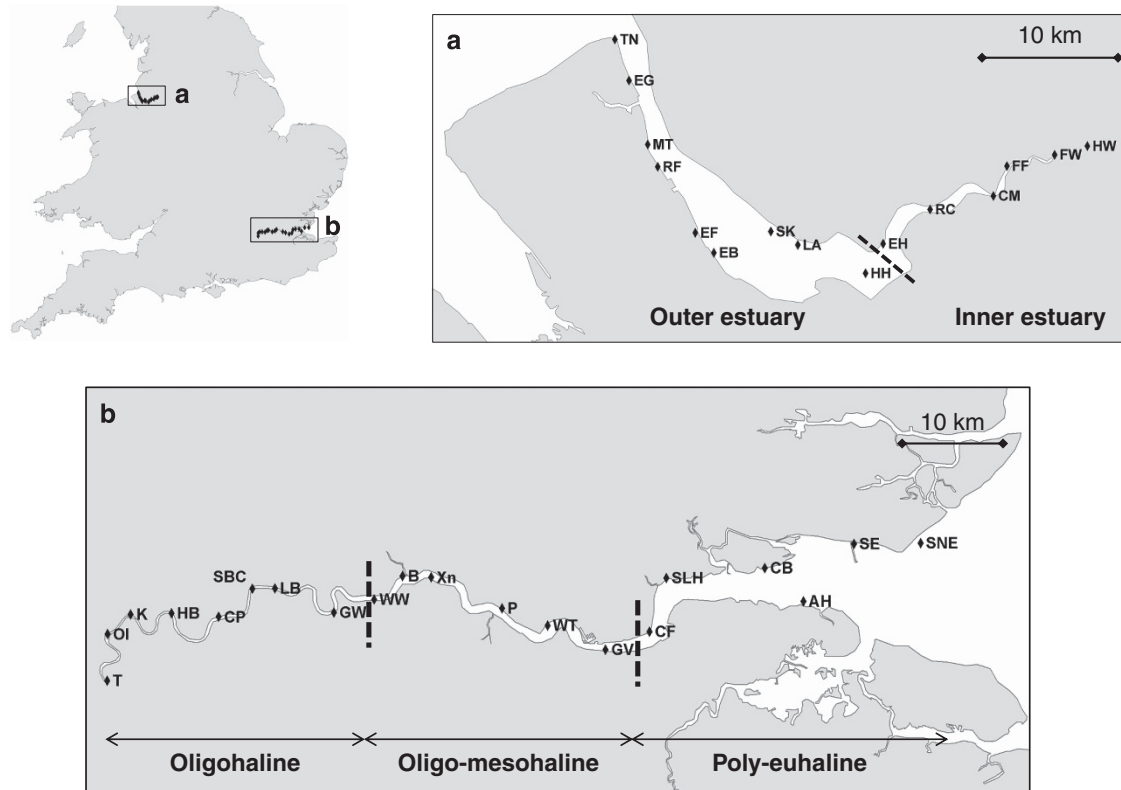 a
b
a
10 km
TN
EG
MT
RF
EF
EB
SK
LA
HH
EH
RC
CM
FF
FW
HW
Outer estuary
Inner estuary
b
10 km
T
OI
K
HB
CP
SBC
LB
GW
WW
B
Xn
P
WT
GV
CF
SLH
CB
AH
SE
SNE
Oligohaline
Oligo-mesohaline
Poly-euhaline